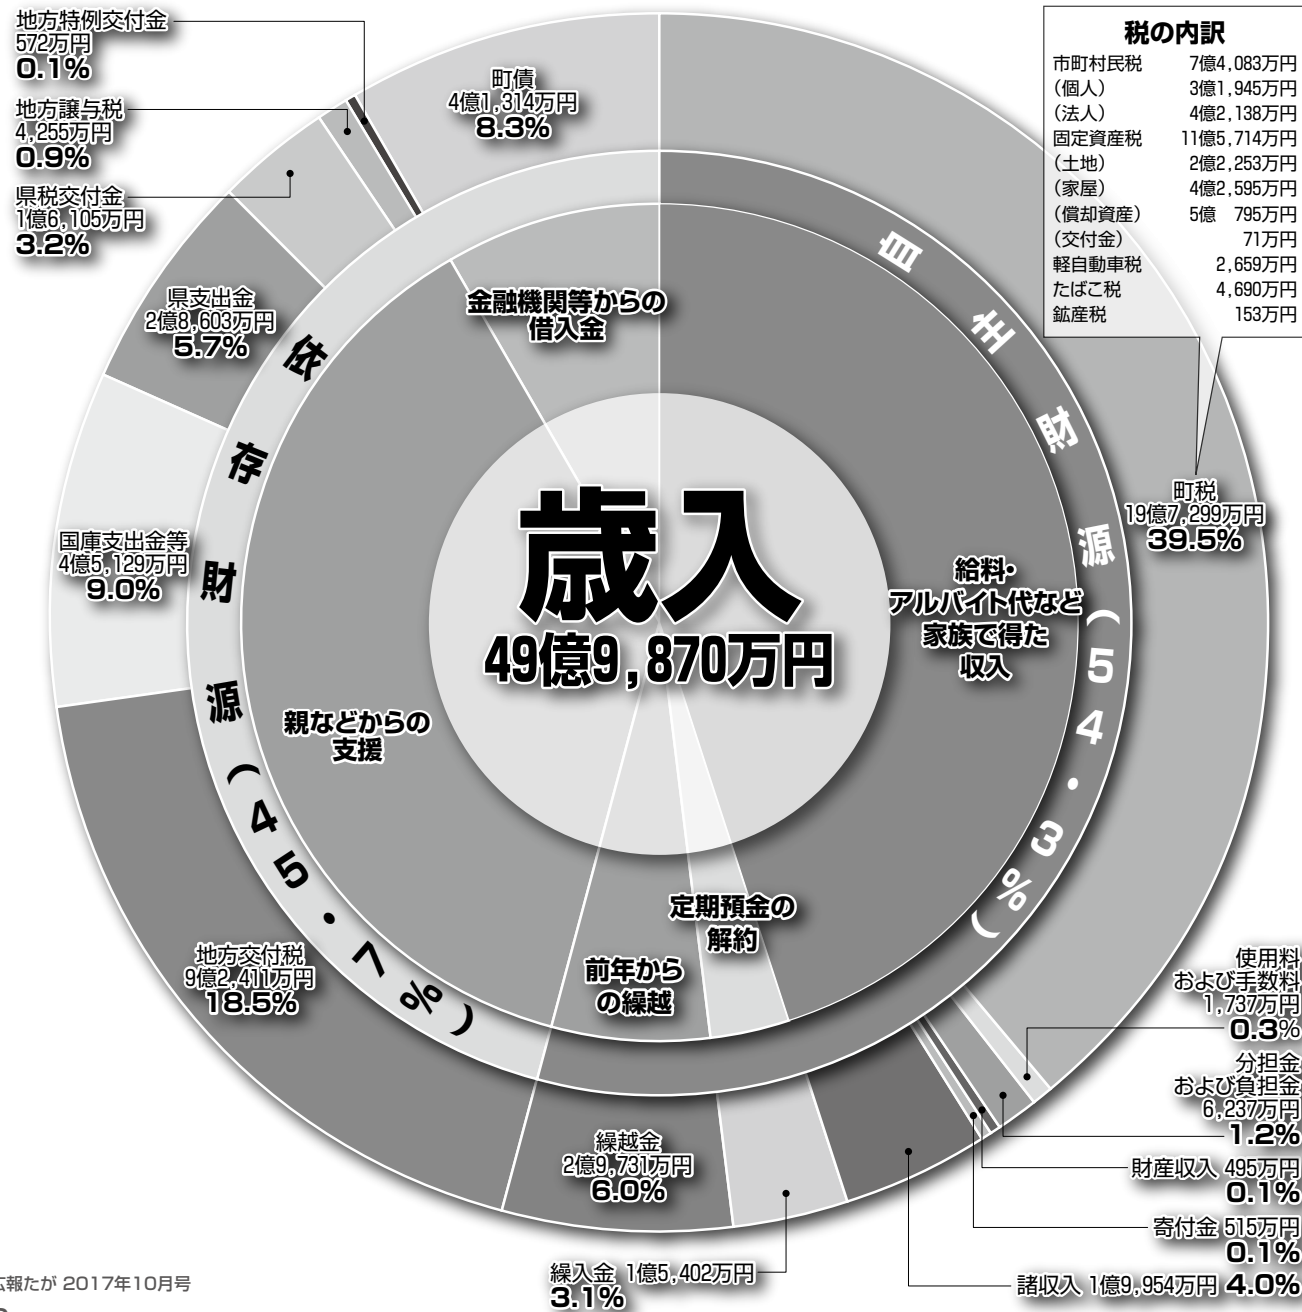 地方特例交付金
572万円
0.1%
地方譲与税
4,255万円
0.9%
県税交付金
1億6,105万円
3.2%
県支出金
2億8,603万円
5.7%
国庫支出金等
4億5,129万円
9.0%
地方交付税
9億2,411万円
18.5%
町債
4億1,314万円
8.3%
税の内訳
市町村民税 7億4,083万円
(個人) 3億1,945万円
(法人) 4億2,138万円
固定資産税 11億5,714万円
(土地) 2億2,253万円
(家屋) 4億2,595万円
(償却資産) 5億 795万円
(交付金) 71万円
軽自動車税 2,659万円
たばこ税 4,690万円
鉱産税 153万円
町税
19億7,299万円
39.5%
自主財源(54・3%)
依存財源(45・7%)
金融機関等からの
借入金
歳入
49億9,870万円
給料・
アルバイト代など
家族で得た
収入
親などからの
支援
定期預金の
解約
前年から
の繰越
使用料
および手数料
1,737万円
0.3%
分担金
および負担金
6,237万円
1.2%
財産収入 495万円
0.1%
寄付金 515万円
0.1%
諸収入 1億9,954万円 4.0%
繰入金 1億5,402万円
3.1%
繰越金
2億9,731万円
6.0%
報たが 2017年10月号